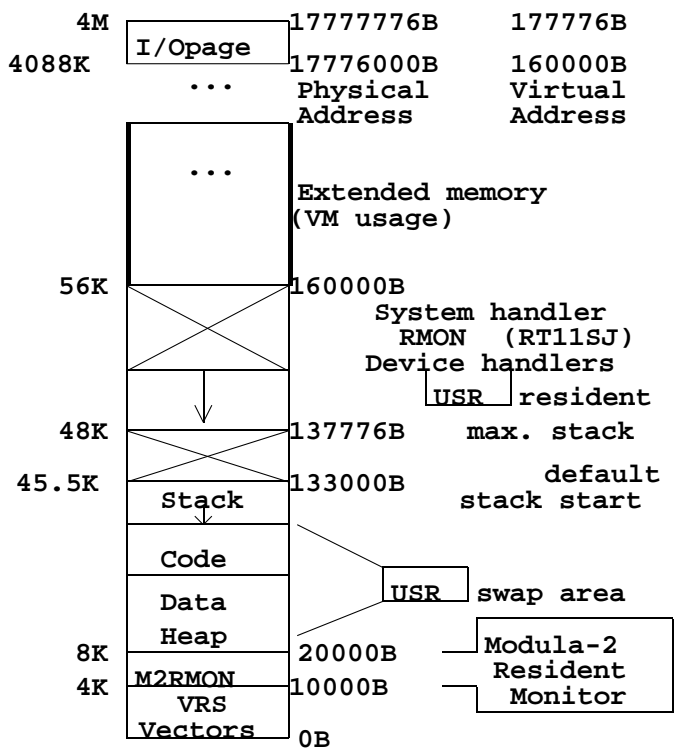 4M 17777776B 177776B
I/Opage
4088K 17776000B 160000B
... Physical Virtual
Address Address
...
Extended memory
(VM usage)
56K 160000B
System handler
RMON (RT11SJ)
Device handlers
USR resident
48K 137776B max. stack
45.5K 133000B default
Stack stack start
Code
USR swap area
Data
Heap
8K 20000B Modula-2
M2RMON Resident
4K 10000B Monitor
VRS
Vectors
0B